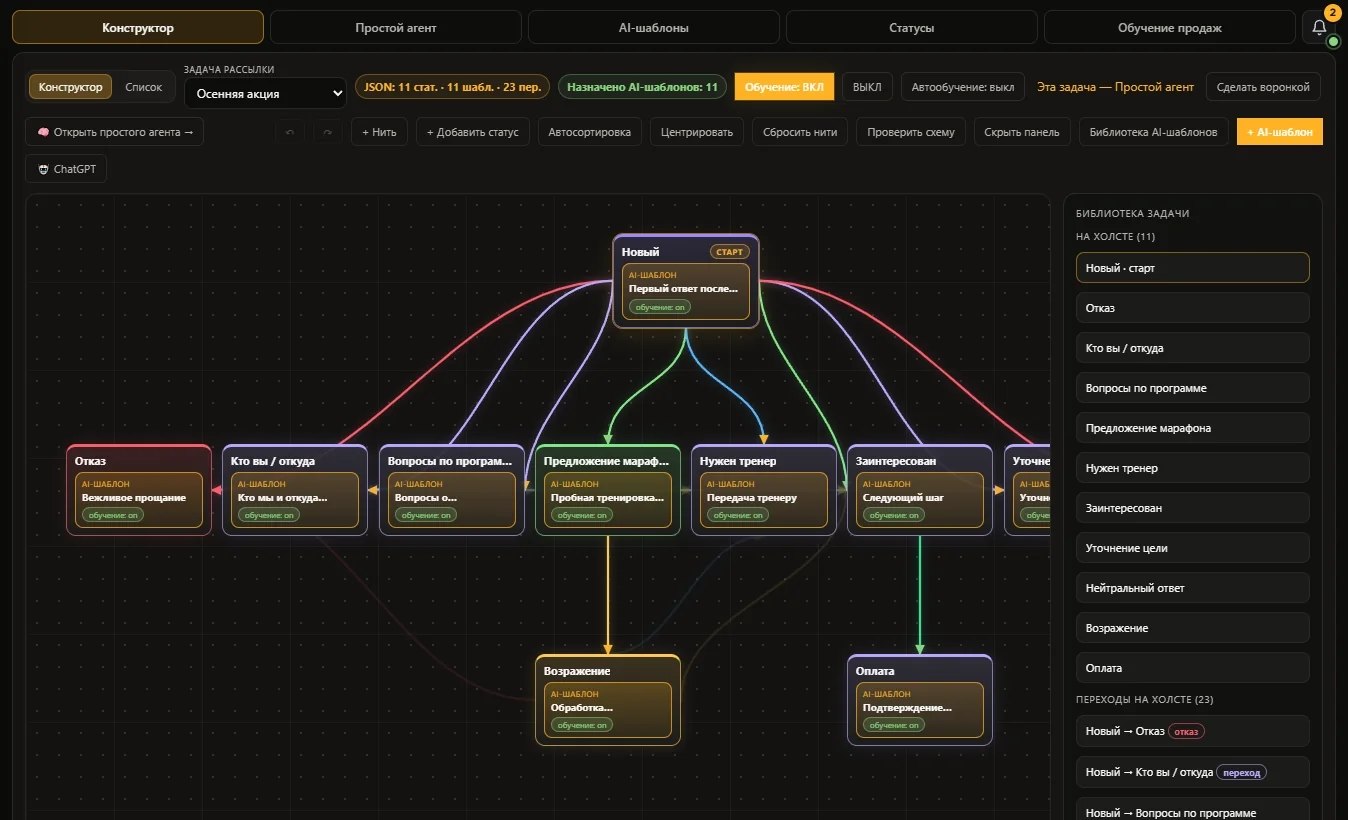 Конструктор
Простой агент
AI-шаблоны
Статусы
Обучение продаж
2
Конструктор
Список
ЗАДАЧА РАССЫЛКИ
Осенняя акция
JSON: 11 стат. · 11 шабл. · 23 пер.
Назначено AI-шаблонов: 11
Обучение: ВКЛ
ВЫКЛ
Автообучение: выкл
Эта задача — Простой агент
Сделать воронкой
Открыть простого агента →
+ Нить
+ Добавить статус
Автосортировка
Центрировать
Сбросить нити
Проверить схему
Скрыть панель
Библиотека AI-шаблонов
+ AI-шаблон
ChatGPT
Новый
СТАРТ
AI-ШАБЛОН
Первый ответ после...
обучение: on
Отказ
AI-ШАБЛОН
Вежливое прощание
обучение: on
Кто вы / откуда
AI-ШАБЛОН
Кто мы и откуда...
обучение: on
Вопросы по програм...
AI-ШАБЛОН
Вопросы о...
обучение: on
Предложение мараф...
AI-ШАБЛОН
Пробная тренировка...
обучение: on
Нужен тренер
AI-ШАБЛОН
Передача тренеру
обучение: on
Заинтересован
AI-ШАБЛОН
Следующий шаг
обучение: on
Уточне
AI-ШАБ
Уточн
обуче
Возражение
AI-ШАБЛОН
Обработка...
обучение: on
Оплата
AI-ШАБЛОН
Подтверждение...
обучение: on
БИБЛИОТЕКА ЗАДАЧИ
НА ХОЛСТЕ (11)
Новый · старт
Отказ
Кто вы / откуда
Вопросы по программе
Предложение марафона
Нужен тренер
Заинтересован
Уточнение цели
Нейтральный ответ
Возражение
Оплата
ПЕРЕХОДЫ НА ХОЛСТЕ (23)
Новый → Отказ отказ
Новый → Кто вы / откуда переход
Новый → Вопросы по программе